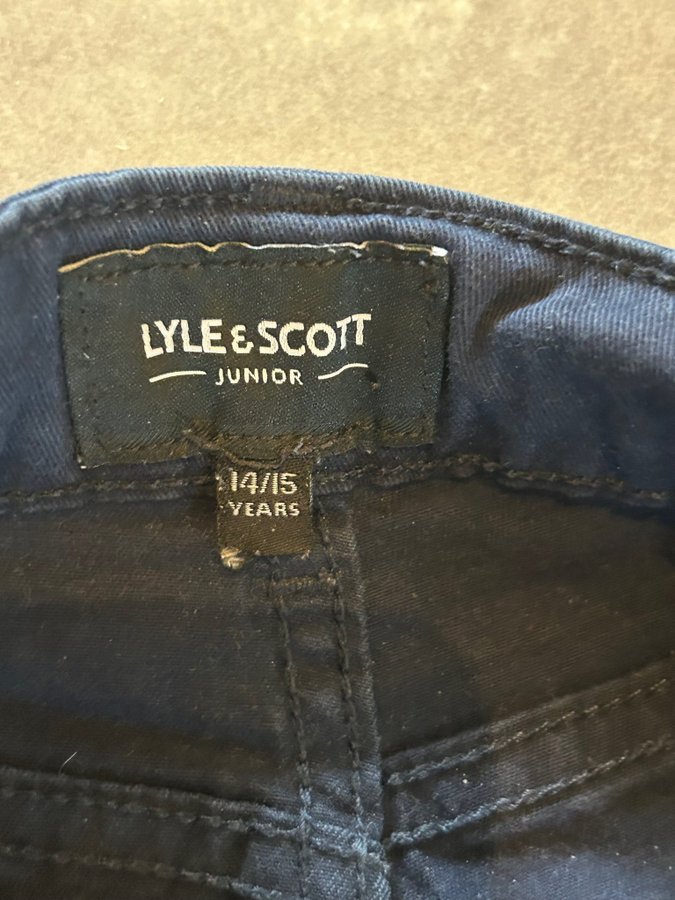 LYLE & SCOTT
JUNIOR
14/15
YEARS